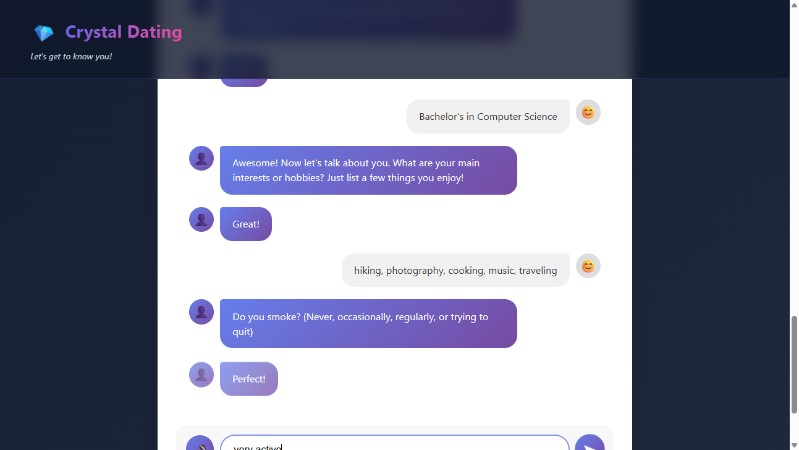 Crystal Dating
Let's get to know you!
Bachelor's in Computer Science
Awesome! Now let's talk about you. What are your main
interests or hobbies? Just list a few things you enjoy!
Great!
hiking, photography, cooking, music, traveling
Do you smoke? (Never, occasionally, regularly, or trying to
quit)
Perfect!
very active